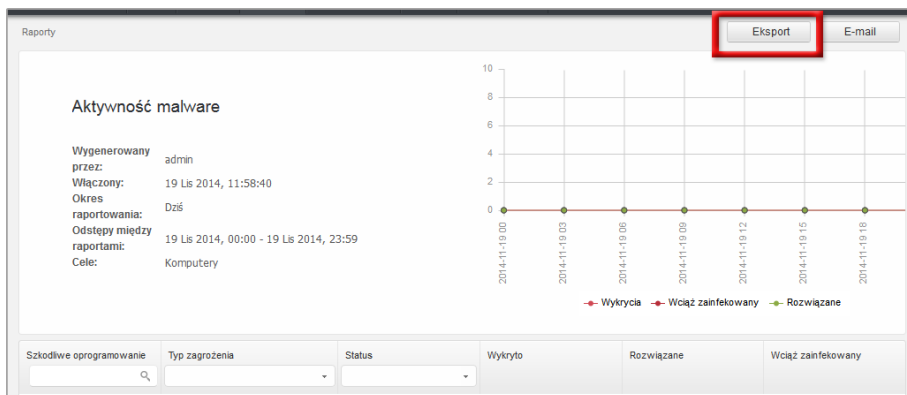 Raporty
Eksport
E-mail
Aktywność malware
Wygenerowany
przez:
admin
Włączony:
19 Lis 2014, 11:58:40
Okres
raportowania:
Dziś
Odstępy między
raportami:
19 Lis 2014, 00:00 - 19 Lis 2014, 23:59
Cele:
Komputery
10
8
6
4
2
0
2014-11-19 00
2014-11-19 03
2014-11-19 06
2014-11-19 09
2014-11-19 12
2014-11-19 15
2014-11-19 18
Wykrycia
Wciąż zainfekowany
Rozwiązane
Szkodliwe oprogramowanie
Typ zagrożenia
Status
Wykryto
Rozwiązane
Wciąż zainfekowany